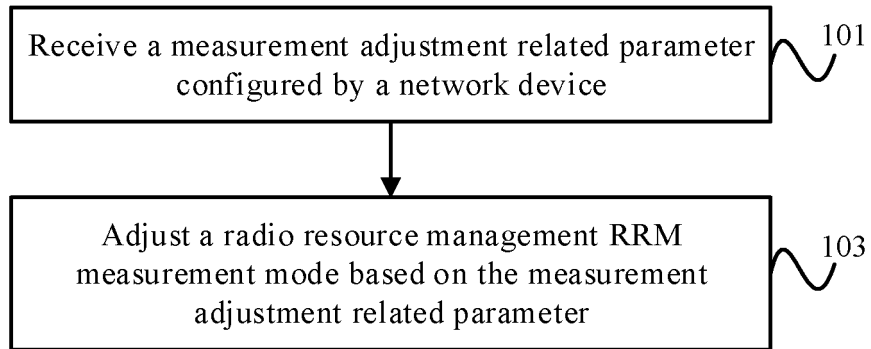 Receive a measurement adjustment related parameter
configured by a network device
101
Adjust a radio resource management RRM
measurement mode based on the measurement
adjustment related parameter
103